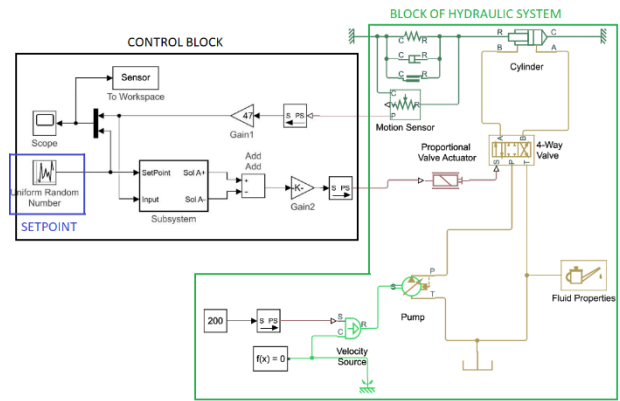 BLOCK OF HYDRAULIC SYSTEM
CONTROL BLOCK
R C
B A
Cylinder
C R
C R
C R
Sensor
To Workspace
Scope
47
Gain1
S PS
C
R
P
Motion Sensor
Proportional
Valve Actuator
A B
S P T
4-Way
Valve
Uniform Random
Number
SETPOINT
SetPoint Sol A+
Input Sol A-
Subsystem
Add
Add
+
−
-K-
Gain2
S PS
P
S
T
Pump
Fluid Properties
200
S PS
S
C
R
f(x) = 0
Velocity
Source